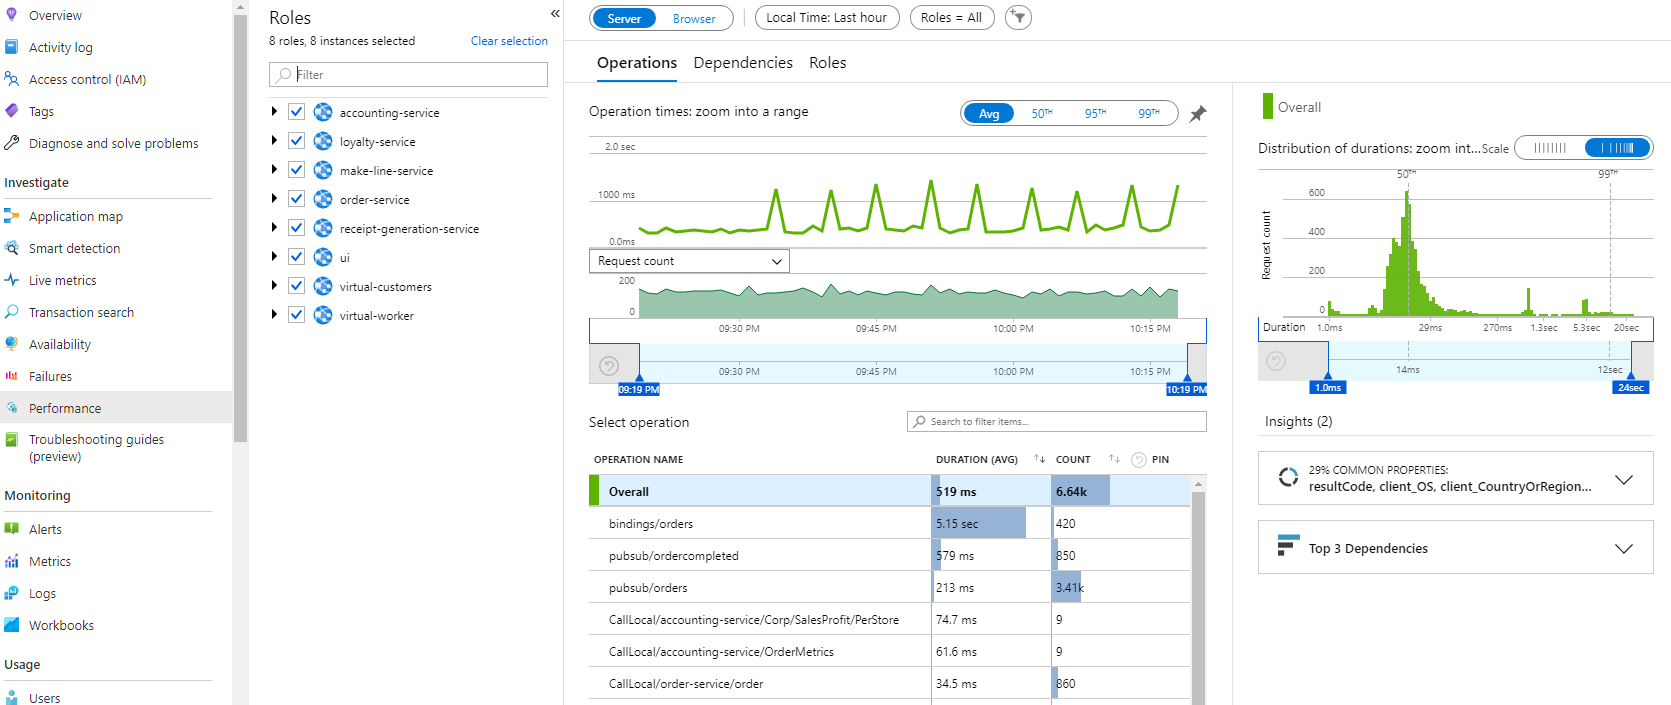 Overview
Activity log
Access control (IAM)
Tags
Diagnose and solve problems
Investigate
Application map
Smart detection
Live metrics
Transaction search
Availability
Failures
Performance
Troubleshooting guides
(preview)
Monitoring
Alerts
Metrics
Logs
Workbooks
Usage
Users
Roles
«
8 roles, 8 instances selected
Clear selection
Filter
accounting-service
loyalty-service
make-line-service
order-service
receipt-generation-service
ui
virtual-customers
virtual-worker
Server Browser
Local Time: Last hour
Roles = All
Operations Dependencies Roles
Operation times: zoom into a range
Avg 50TH 95TH 99TH
2.0 sec
1000 ms
0.0ms
Request count
200
0
09:30 PM 09:45 PM 10:00 PM 10:15 PM
09:30 PM 09:45 PM 10:00 PM 10:15 PM
09:19 PM 10:19 PM
Select operation
Search to filter items...
OPERATION NAME DURATION (AVG) COUNT PIN
Overall 519 ms 6.64k
bindings/orders 5.15 sec 420
pubsub/ordercompleted 579 ms 850
pubsub/orders 213 ms 3.41k
CallLocal/accounting-service/Corp/SalesProfit/PerStore 74.7 ms 9
CallLocal/accounting-service/OrderMetrics 61.6 ms 9
CallLocal/order-service/order 34.5 ms 860
Overall
Distribution of durations: zoom int... Scale
50TH 99TH
600
400
200
0
Request count
Duration 1.0ms 29ms 270ms 1.3sec 5.3sec 20sec
14ms 12sec
1.0ms 24sec
Insights (2)
29% COMMON PROPERTIES:
resultCode, client_OS, client_CountryOrRegion...
Top 3 Dependencies